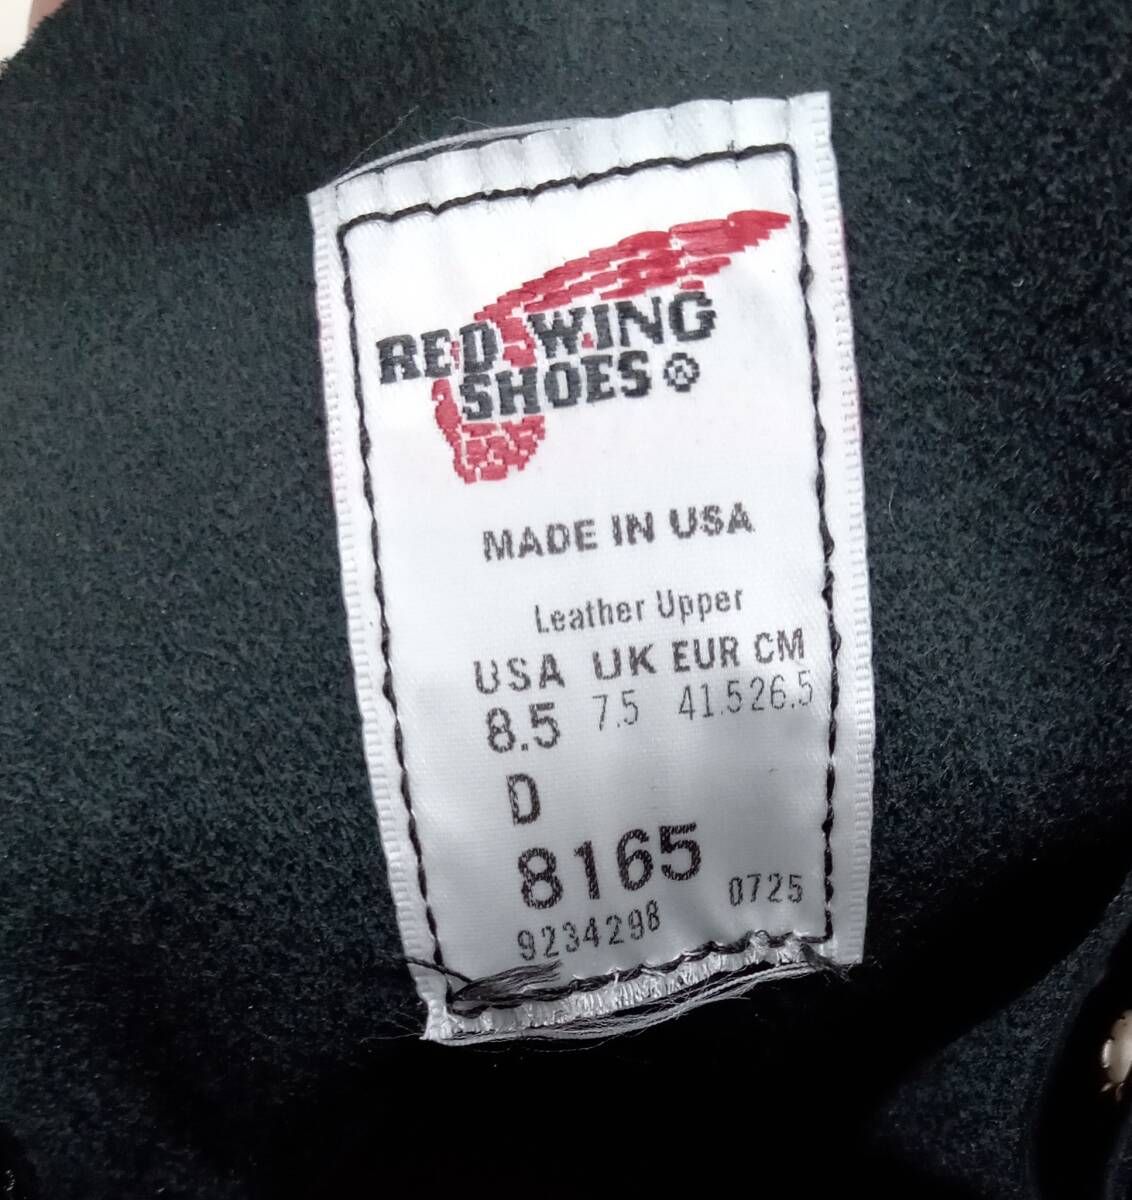 RED WING
SHOES ®
MADE IN USA
Leather Upper
USA UK EUR CM
8.5 7.5 41.5 26.5
D
8165
9234298 0725